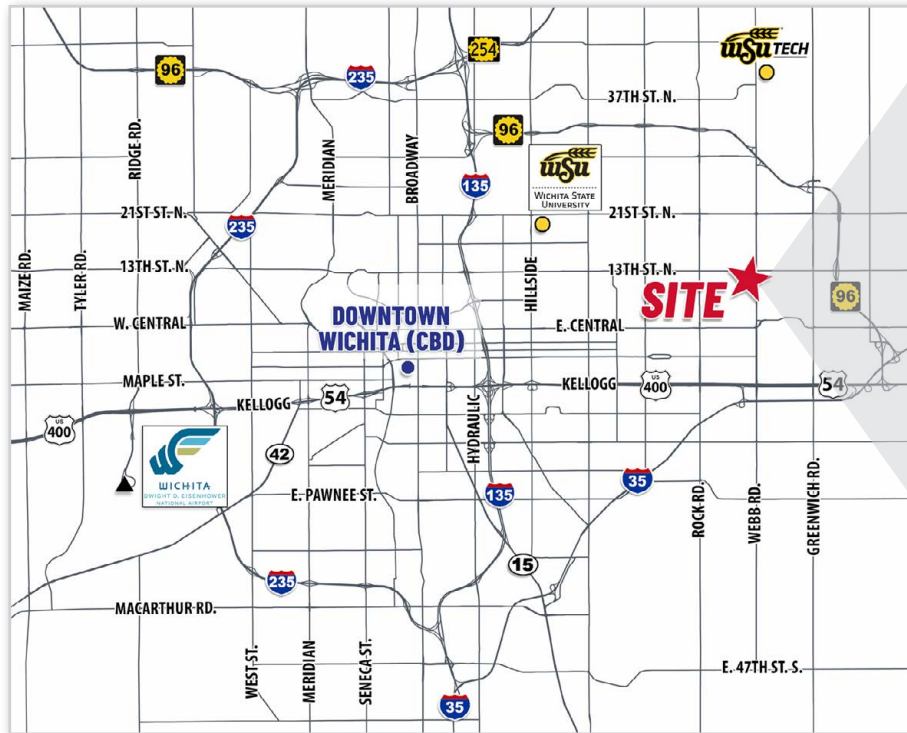 254
WSU TECH
96
235
37TH ST. N.
96
WSU
WICHITA STATE
UNIVERSITY
RIDGE RD.
MERIDIAN
BROADWAY
135
21ST ST. N.
21ST ST. N.
235
MAIZE RD.
TYLER RD.
13TH ST. N.
HILLSIDE
13TH ST. N.
SITE
96
W. CENTRAL
DOWNTOWN
WICHITA (CBD)
E. CENTRAL
MAPLE ST.
KELLOGG
US
400
54
KELLOGG
54
US
400
HYDRAULIC
42
WICHITA
DWIGHT D. EISENHOWER
NATIONAL AIRPORT
E. PAWNEE ST.
135
35
ROCK RD.
WEBB RD.
GREENWICH RD.
15
235
MACARTHUR RD.
WEST ST.
MERIDIAN
SENECA ST.
E. 47TH ST. S.
35